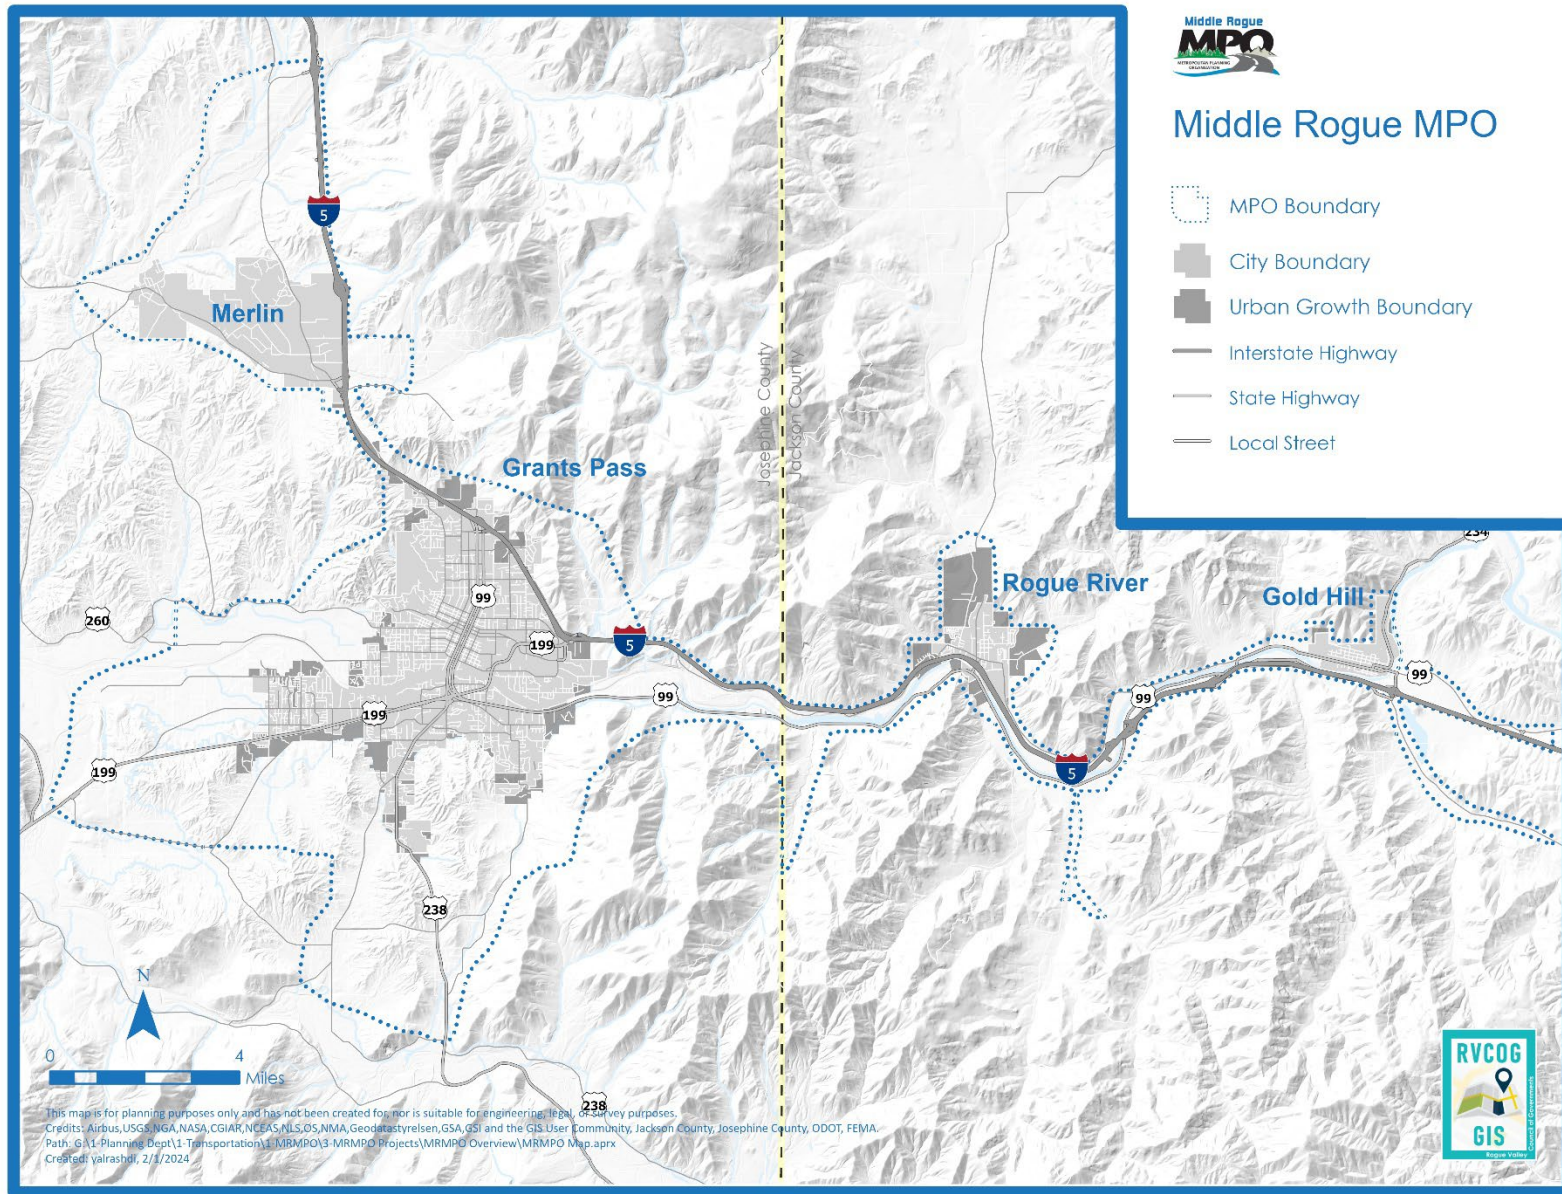 Middle Rogue
MPO
METROPOLITAN PLANNING
ORGANIZATION
Middle Rogue MPO
MPO Boundary
City Boundary
Urban Growth Boundary
Interstate Highway
State Highway
Local Street
5
Merlin
Josephine County
Jackson County
Grants Pass
234
Rogue River
Gold Hill
99
260
199
5
99
99
99
199
199
5
238
N
0 4
Miles
238
This map is for planning purposes only and has not been created for, nor is suitable for engineering, legal, or survey purposes.
Credits: Airbus,USGS,NGA,NASA,CGIAR,NCEAS,NLS,OS,NMA,Geodatastyrelsen,GSA,GSI and the GIS User Community, Jackson County, Josephine County, ODOT, FEMA.
Path: G:\1-Planning Dept\1-Transportation\1-MRMPO\3-MRMPO Projects\MRMPO Overview\MRMPO Map.aprx
Created: yalrashdi, 2/1/2024
RVCOG
GIS
Rogue Valley
Council of Governments